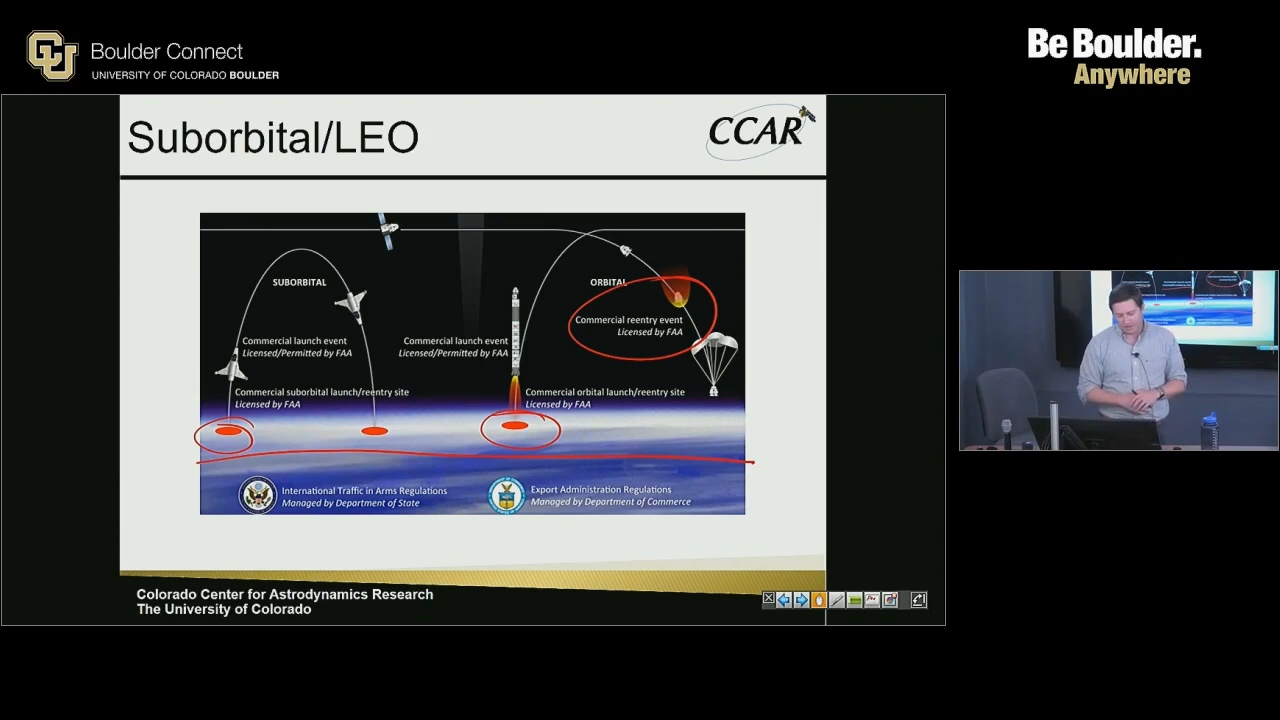 CU
Boulder Connect
UNIVERSITY OF COLORADO BOULDER
Be Boulder.
Anywhere
Suborbital/LEO
CCAR
SUBORBITAL
ORBITAL
Commercial reentry event
Licensed by FAA
Commercial launch event
Licensed/Permitted by FAA
Commercial launch event
Licensed/Permitted by FAA
Commercial suborbital launch/reentry site
Licensed by FAA
Commercial orbital launch/reentry site
Licensed by FAA
International Traffic in Arms Regulations
Managed by Department of State
Export Administration Regulations
Managed by Department of Commerce
Colorado Center for Astrodynamics Research
The University of Colorado